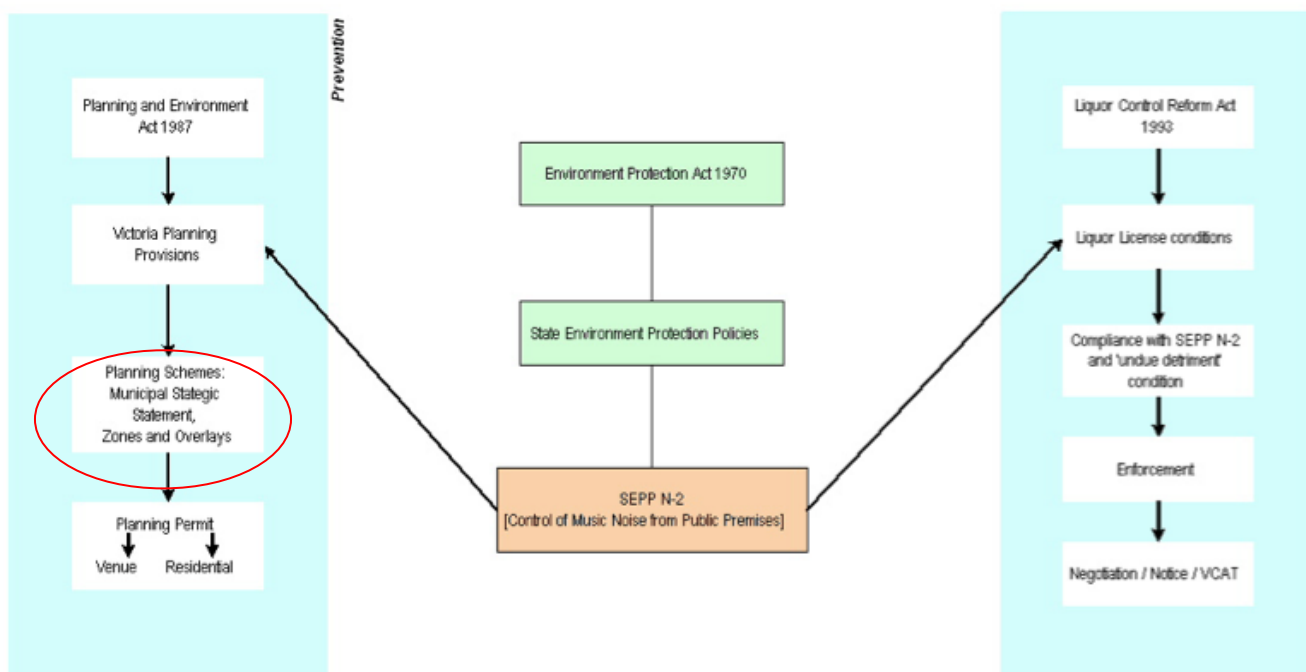 Prevention
Planning and Environment
Act 1987
Victoria Planning
Provisions
Planning Schemes:
Municipal Stategic
Statement,
Zones and Overlays
Planning Permit
Venue Residential
Environment Protection Act 1970
State Environment Protection Policies
SEPP N-2
[Control of Music Noise from Public Premises]
Liquor Control Reform Act
1993
Liquor License conditions
Compliance with SEPP N-2
and 'undue detriment'
condition
Enforcement
Negotiation / Notice / VCAT